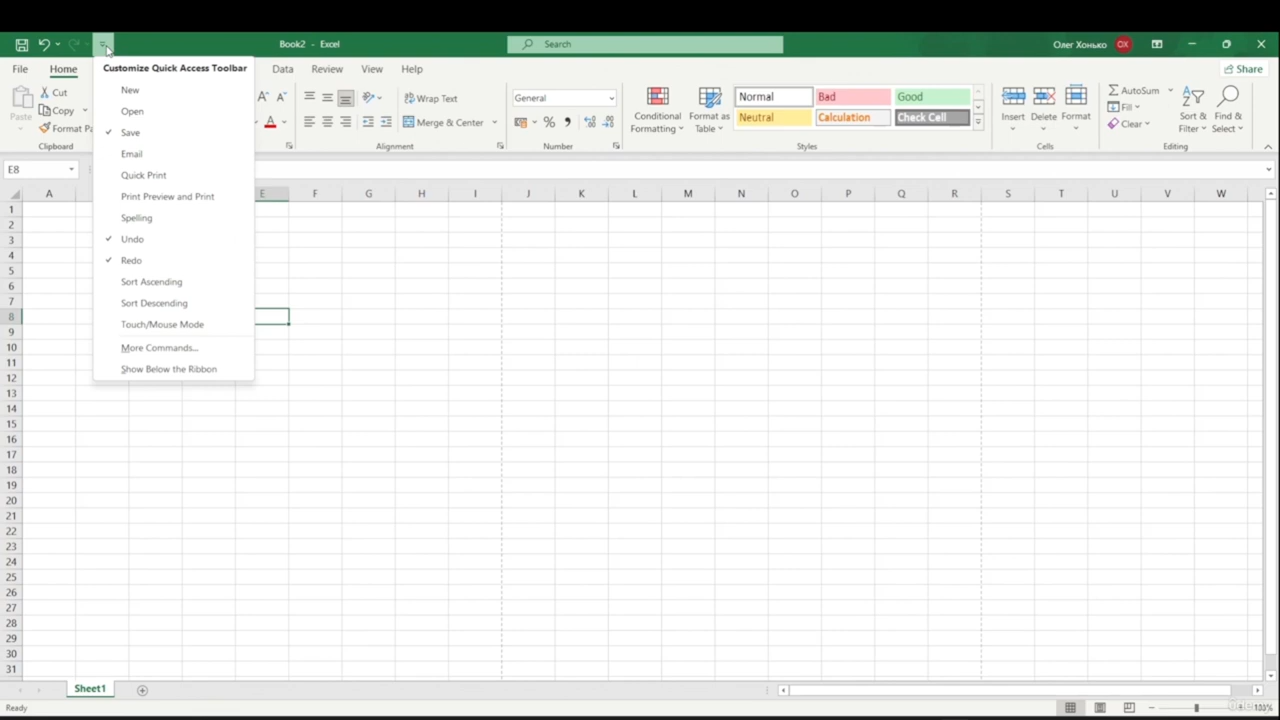 Book2 - Excel
Search
Олег Хонько
OX
File
Home
Data
Review
View
Help
Share
Customize Quick Access Toolbar
New
Open
Save
Email
Quick Print
Print Preview and Print
Spelling
Undo
Redo
Sort Ascending
Sort Descending
Touch/Mouse Mode
More Commands...
Show Below the Ribbon
Paste
Cut
Copy
Format Pa
Clipboard
Wrap Text
Merge & Center
Alignment
General
Number
Conditional Formatting
Format as Table
Normal
Bad
Good
Neutral
Calculation
Check Cell
Styles
Insert
Delete
Format
Cells
AutoSum
Fill
Clear
Sort & Filter
Find & Select
Editing
E8
A E F G H I J K L M N O P Q R S T U V W
1
2
3
4
5
6
7
8
9
10
11
12
13
14
15
16
17
18
19
20
21
22
23
24
25
26
27
28
29
30
31
Sheet1
Ready